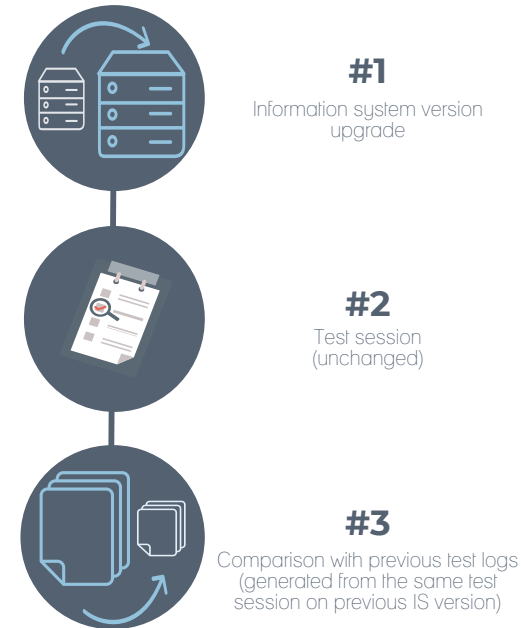 #1
Information system version
upgrade
#2
Test session
(unchanged)
#3
Comparison with previous test logs
(generated from the same test
session on previous IS version)